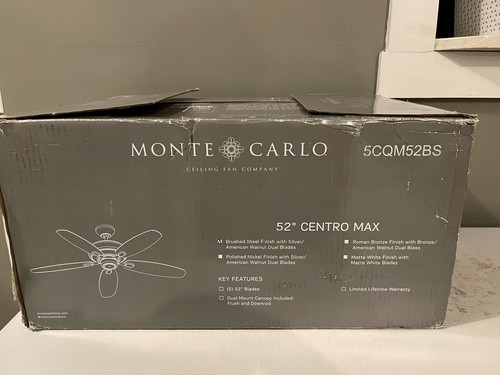 MONTE CARLO
CEILING FAN COMPANY
5CQM52BS
52" CENTRO MAX
Brushed Steel Finish with Silver/
American Walnut Dual Blades
Polished Nickel Finish with Silver/
American Walnut Dual Blades
Roman Bronze Finish with Bronze/
American Walnut Dual Blades
Matte White Finish with
Matte White Blades
KEY FEATURES
(5) 52" Blades
Dual Mount Canopy Included:
Flush and Downrod
Limited Lifetime Warranty